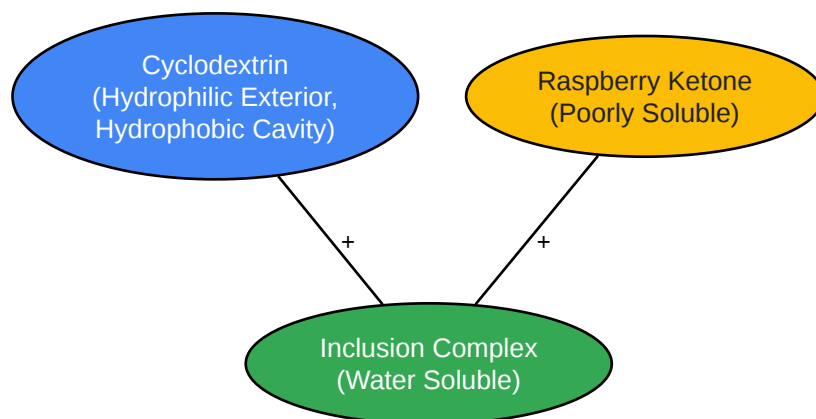 Cyclodextrin
(Hydrophilic Exterior,
Hydrophobic Cavity)
Raspberry Ketone
(Poorly Soluble)
+
+
Inclusion Complex
(Water Soluble)